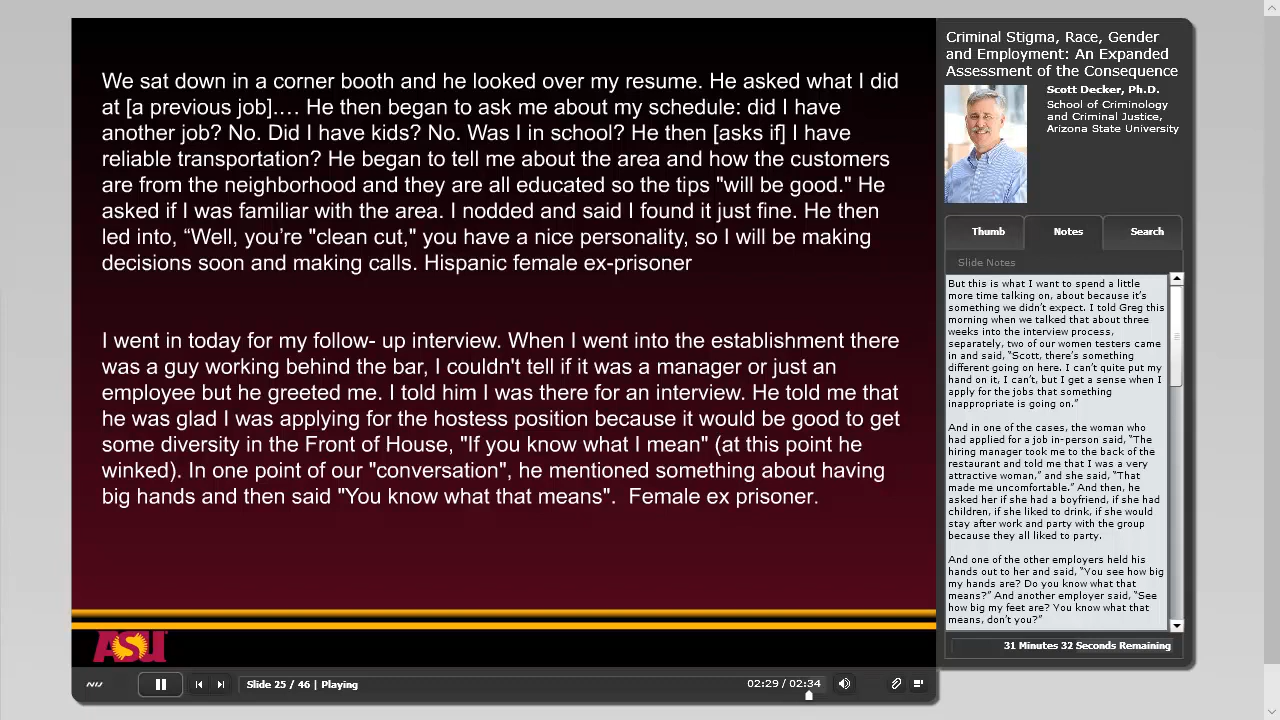 We sat down in a corner booth and he looked over my resume. He asked what I did
at [a previous job].… He then began to ask me about my schedule: did I have
another job? No. Did I have kids? No. Was I in school? He then [asks if] I have
reliable transportation? He began to tell me about the area and how the customers
are from the neighborhood and they are all educated so the tips "will be good." He
asked if I was familiar with the area. I nodded and said I found it just fine. He then
led into, “Well, you’re "clean cut," you have a nice personality, so I will be making
decisions soon and making calls. Hispanic female ex-prisoner
I went in today for my follow- up interview. When I went into the establishment there
was a guy working behind the bar, I couldn't tell if it was a manager or just an
employee but he greeted me. I told him I was there for an interview. He told me that
he was glad I was applying for the hostess position because it would be good to get
some diversity in the Front of House, "If you know what I mean" (at this point he
winked). In one point of our "conversation", he mentioned something about having
big hands and then said "You know what that means".  Female ex prisoner.
ASU
Slide 25 / 46 | Playing
02:29 / 02:34
Criminal Stigma, Race, Gender
and Employment: An Expanded
Assessment of the Consequence
Scott Decker, Ph.D.
School of Criminology
and Criminal Justice,
Arizona State University
Thumb
Notes
Search
Slide Notes
But this is what I want to spend a little
more time talking on, about because it’s
something we didn’t expect. I told Greg this
morning when we talked that about three
weeks into the interview process,
separately, two of our women testers came
in and said, “Scott, there’s something
different going on here. I can’t quite put my
hand on it, I can’t, but I get a sense when I
apply for the jobs that something
inappropriate is going on.”
And in one of the cases, the woman who
had applied for a job in-person said, “The
hiring manager took me to the back of the
restaurant and told me that I was a very
attractive woman,” and she said, “That
made me uncomfortable.” And then, he
asked her if she had a boyfriend, if she had
children, if she liked to drink, if she would
stay after work and party with the group
because they all liked to party.
And one of the other employers held his
hands out to her and said, “You see how big
my hands are? Do you know what that
means?” And another employer said, “See
how big my feet are? You know what that
means, don’t you?”
31 Minutes 32 Seconds Remaining